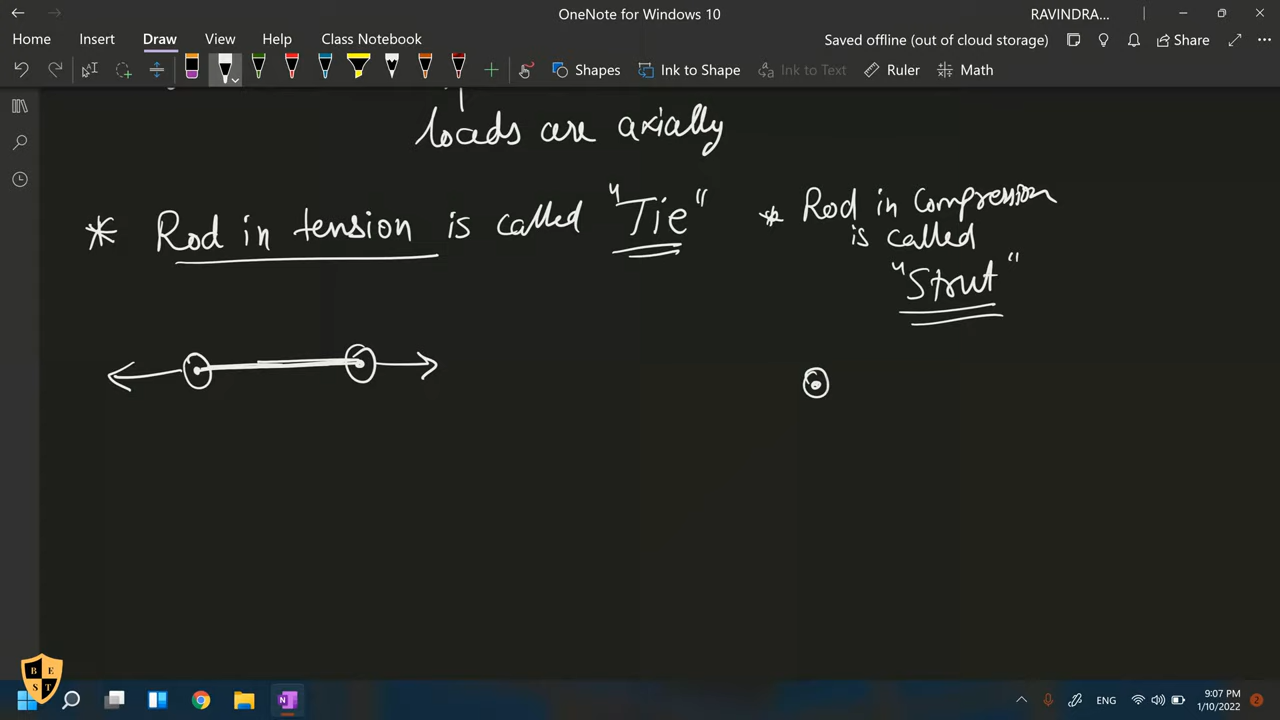 OneNote for Windows 10
RAVINDRA...
Home Insert Draw View Help Class Notebook
Saved offline (out of cloud storage)
Share
Shapes
Ink to Shape
Ink to Text
Ruler
Math
loads are axially
* Rod in tension is called "Tie"
* Rod in Compression
is called
"Strut"
B E
S T
N
ENG
9:07 PM
1/10/2022
2